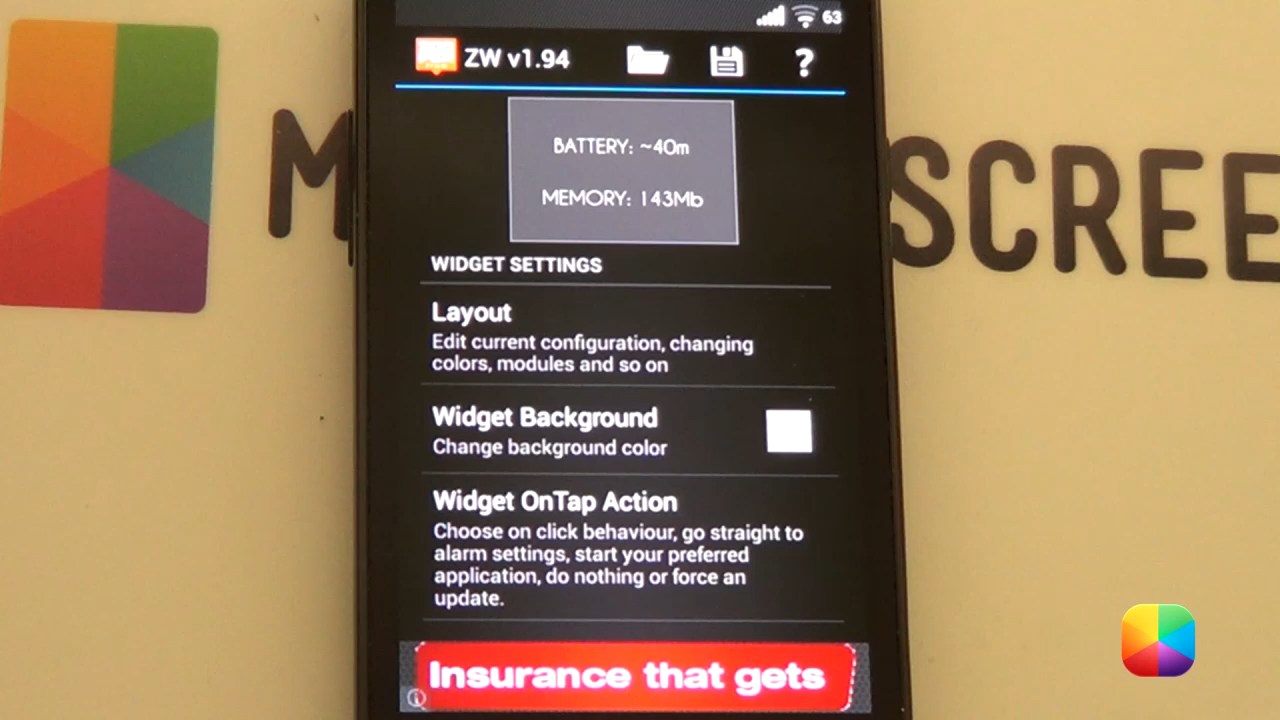 63
ZW v1.94
?
M SCREE
BATTERY: ~40m
MEMORY: 143Mb
WIDGET SETTINGS
Layout
Edit current configuration, changing
colors, modules and so on
Widget Background
Change background color
Widget OnTap Action
Choose on click behaviour, go straight to
alarm settings, start your preferred
application, do nothing or force an
update.
Insurance that gets